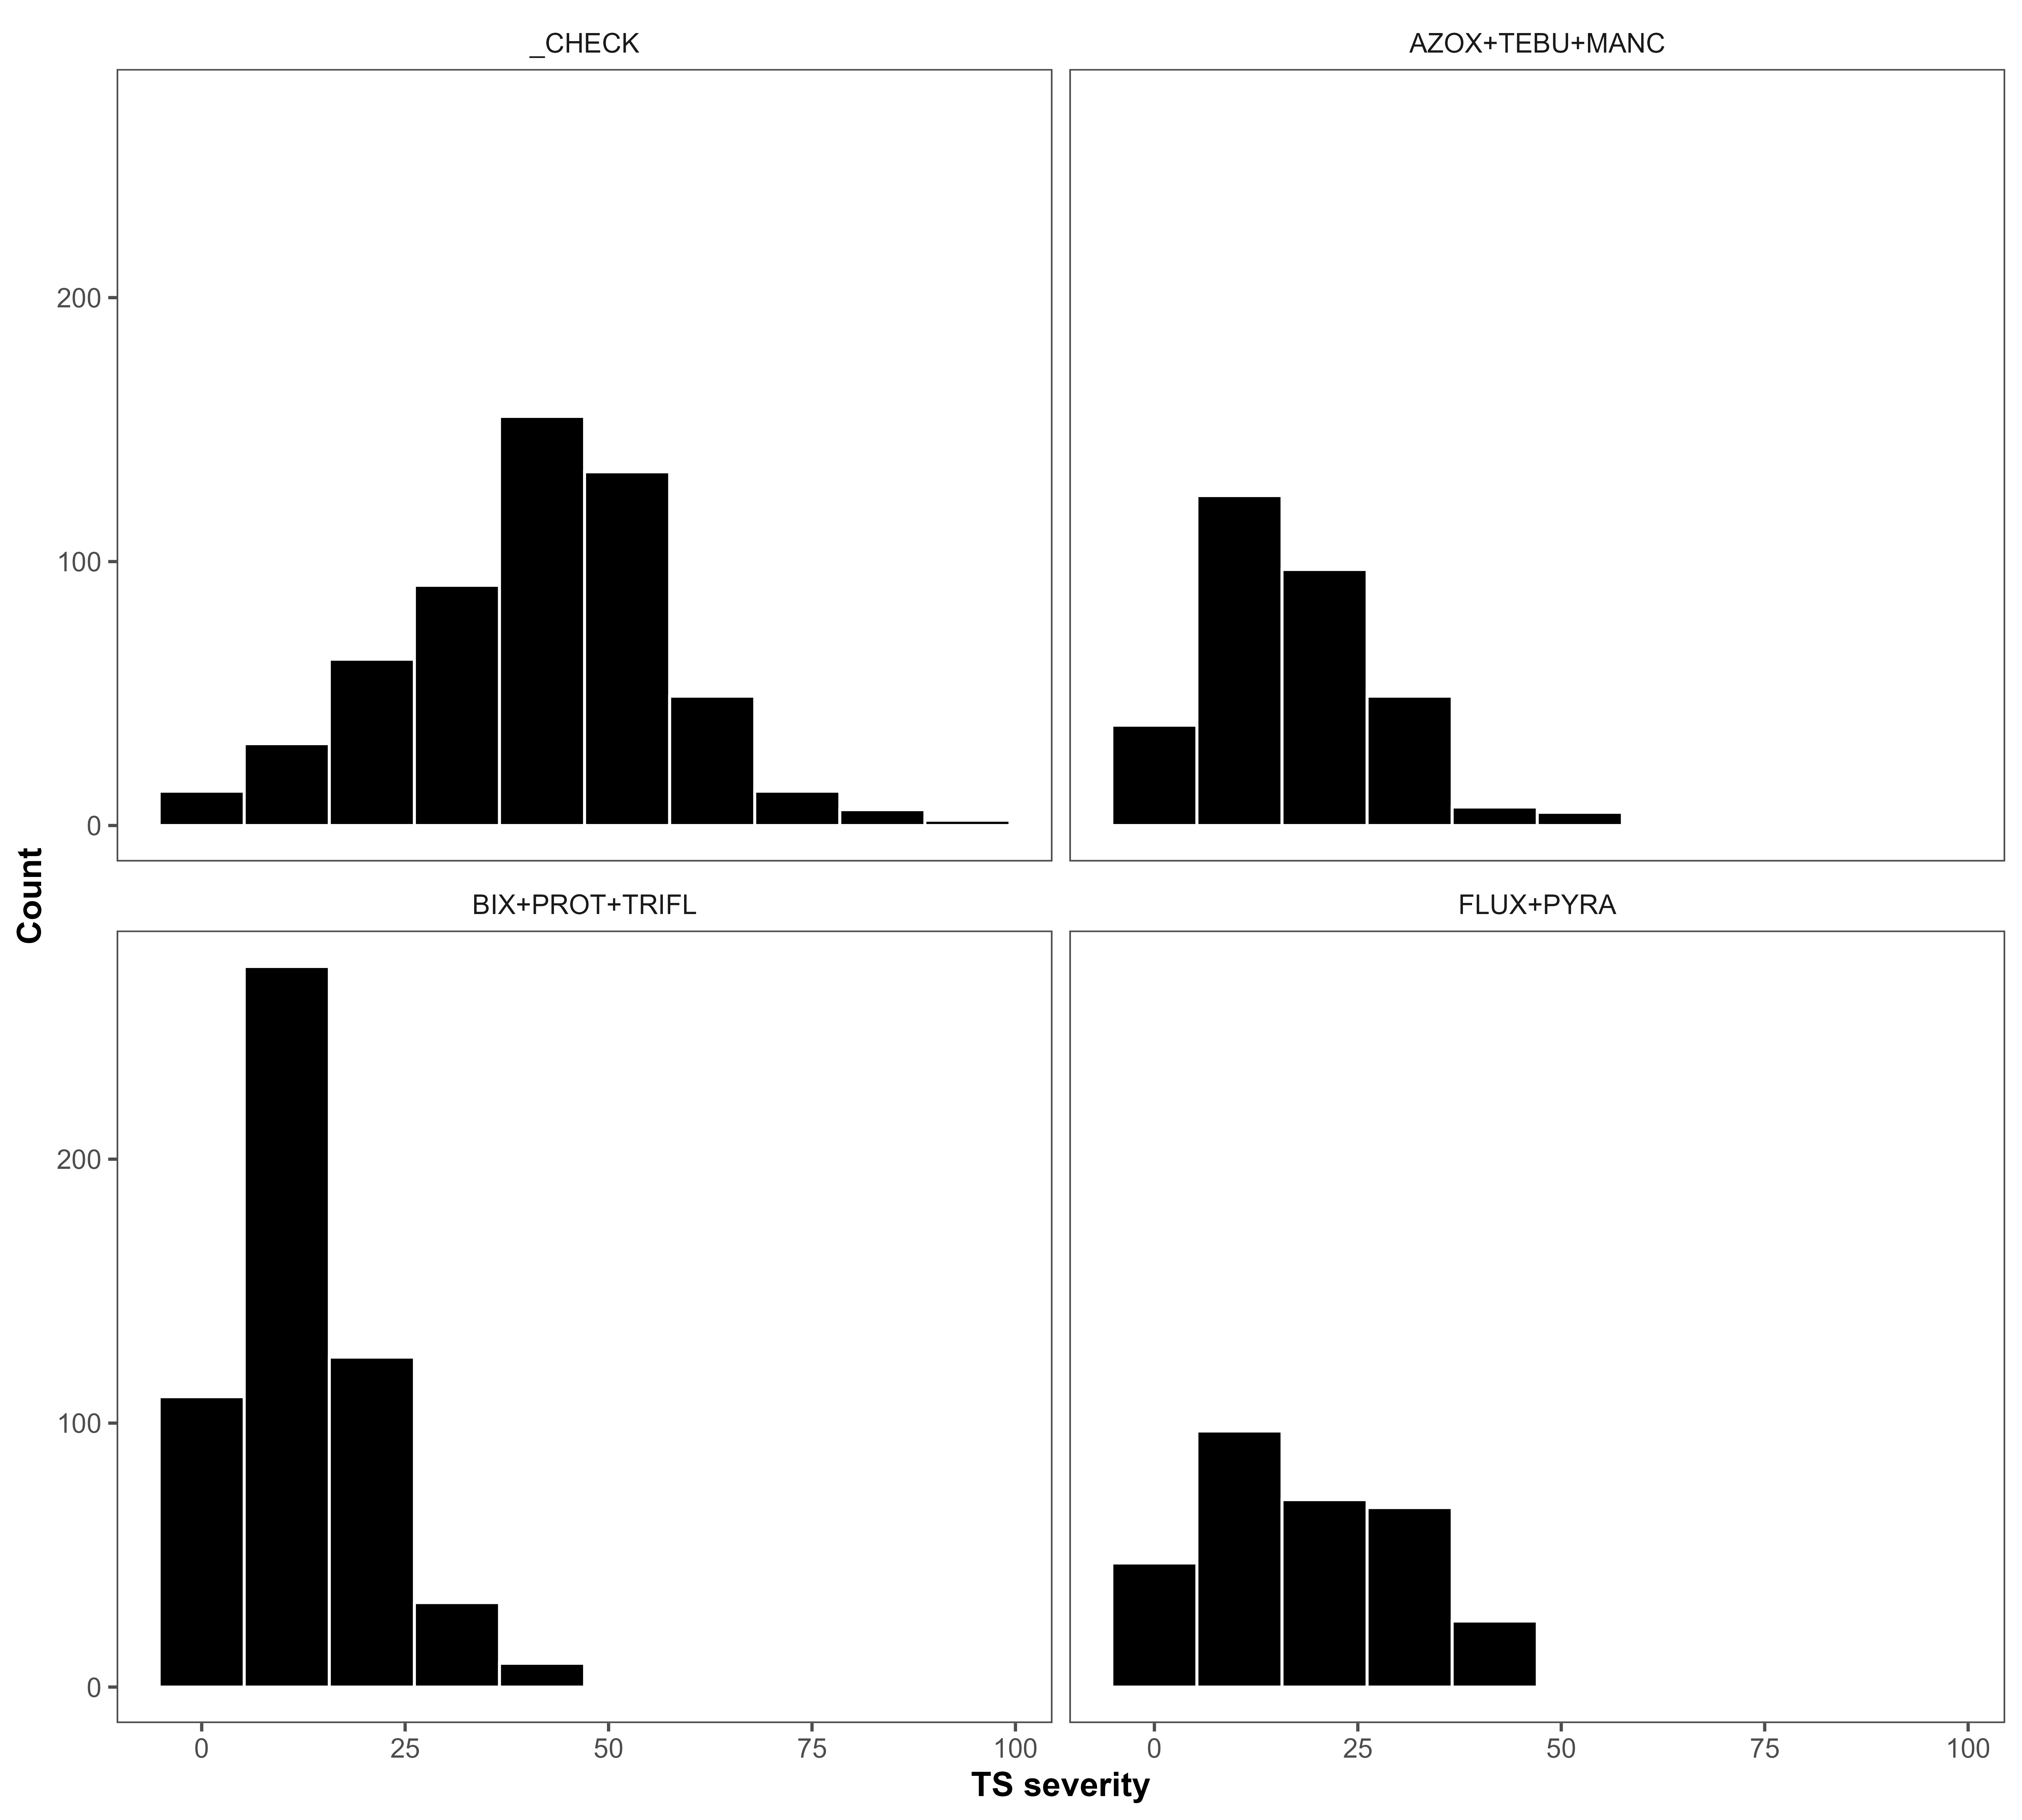 _CHECK
AZOX+TEBU+MANC
200
100
0
BIX+PROT+TRIFL
FLUX+PYRA
200
100
0
Count
0 25 50 75 100
0 25 50 75 100
TS severity